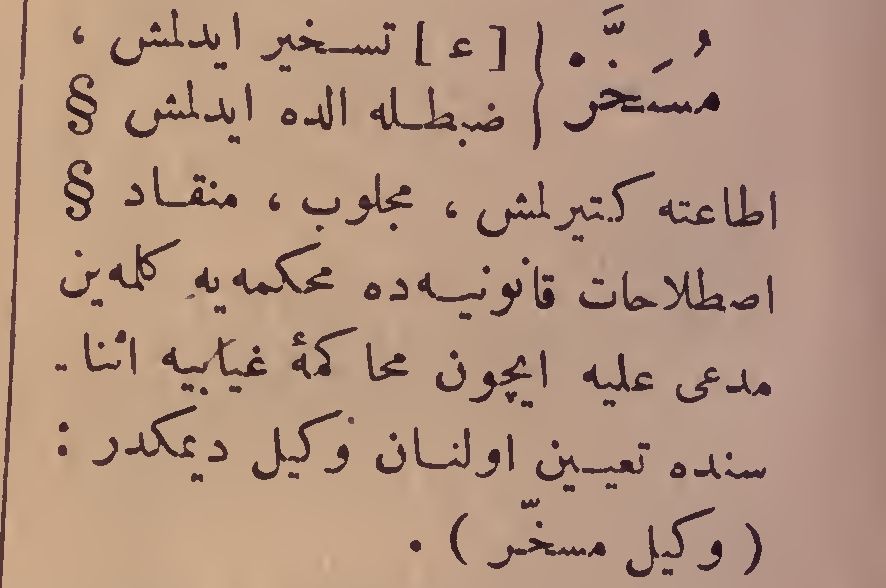 مُسَخَّر. { [ ع ] تسخیر ایدلمش ،
ضبطله الده ایدلمش §
اطاعته کتیرلمش ، مجلوب ، منقاد §
اصطلاحات قانونیه‌ده محکمه‌یه کلمه‌ین
مدعی علیه ایچون محاکمهٔ غیابیه اثنا-
سنده تعیین اولنان وکیل دیمکدر :
( وکیل مسخّر ) .